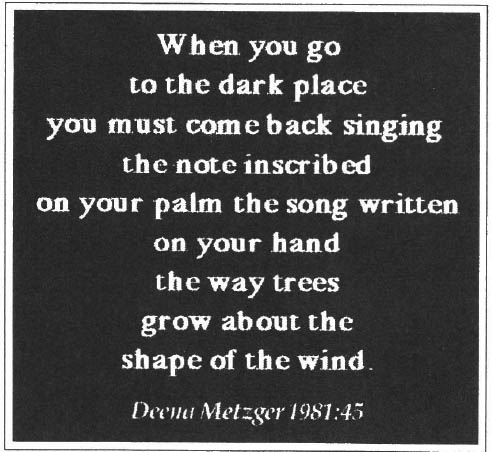 When you go
to the dark place
you must come back singing
the note inscribed
on your palm the song written
on your hand
the way trees
grow about the
shape of the wind.
Deena Metzger 1981:45